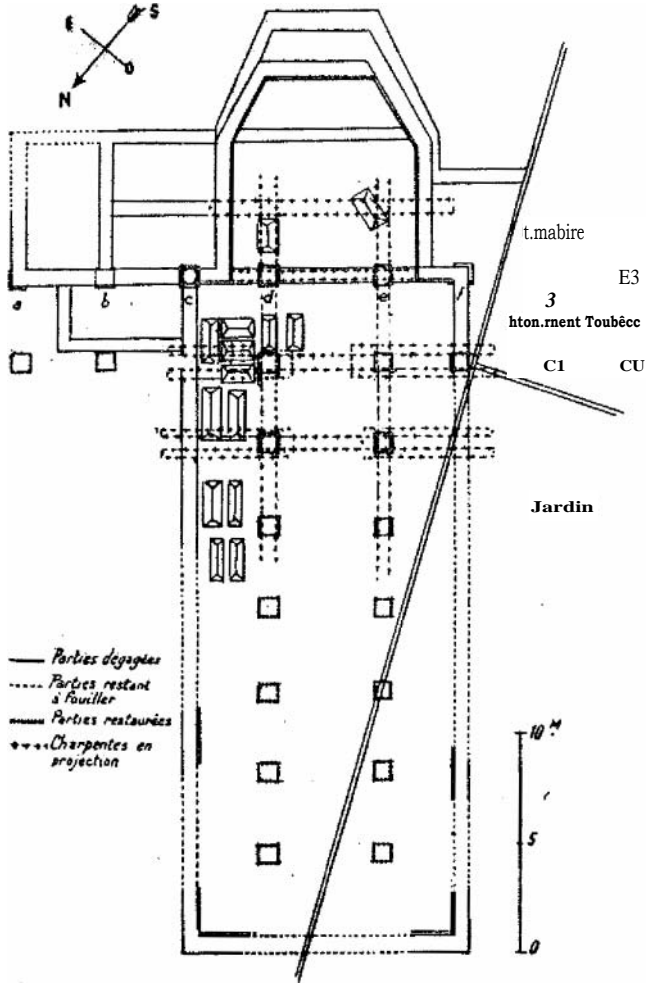 E
S
N
O
t.mabire
E3
3
hton.rnent Toubêcc
C1 CU
a b c d e f
Jardin
Parties dégagées
Parties restant
à fouiller
Parties restaurées
Charpentes en
projection
10 M
5
0